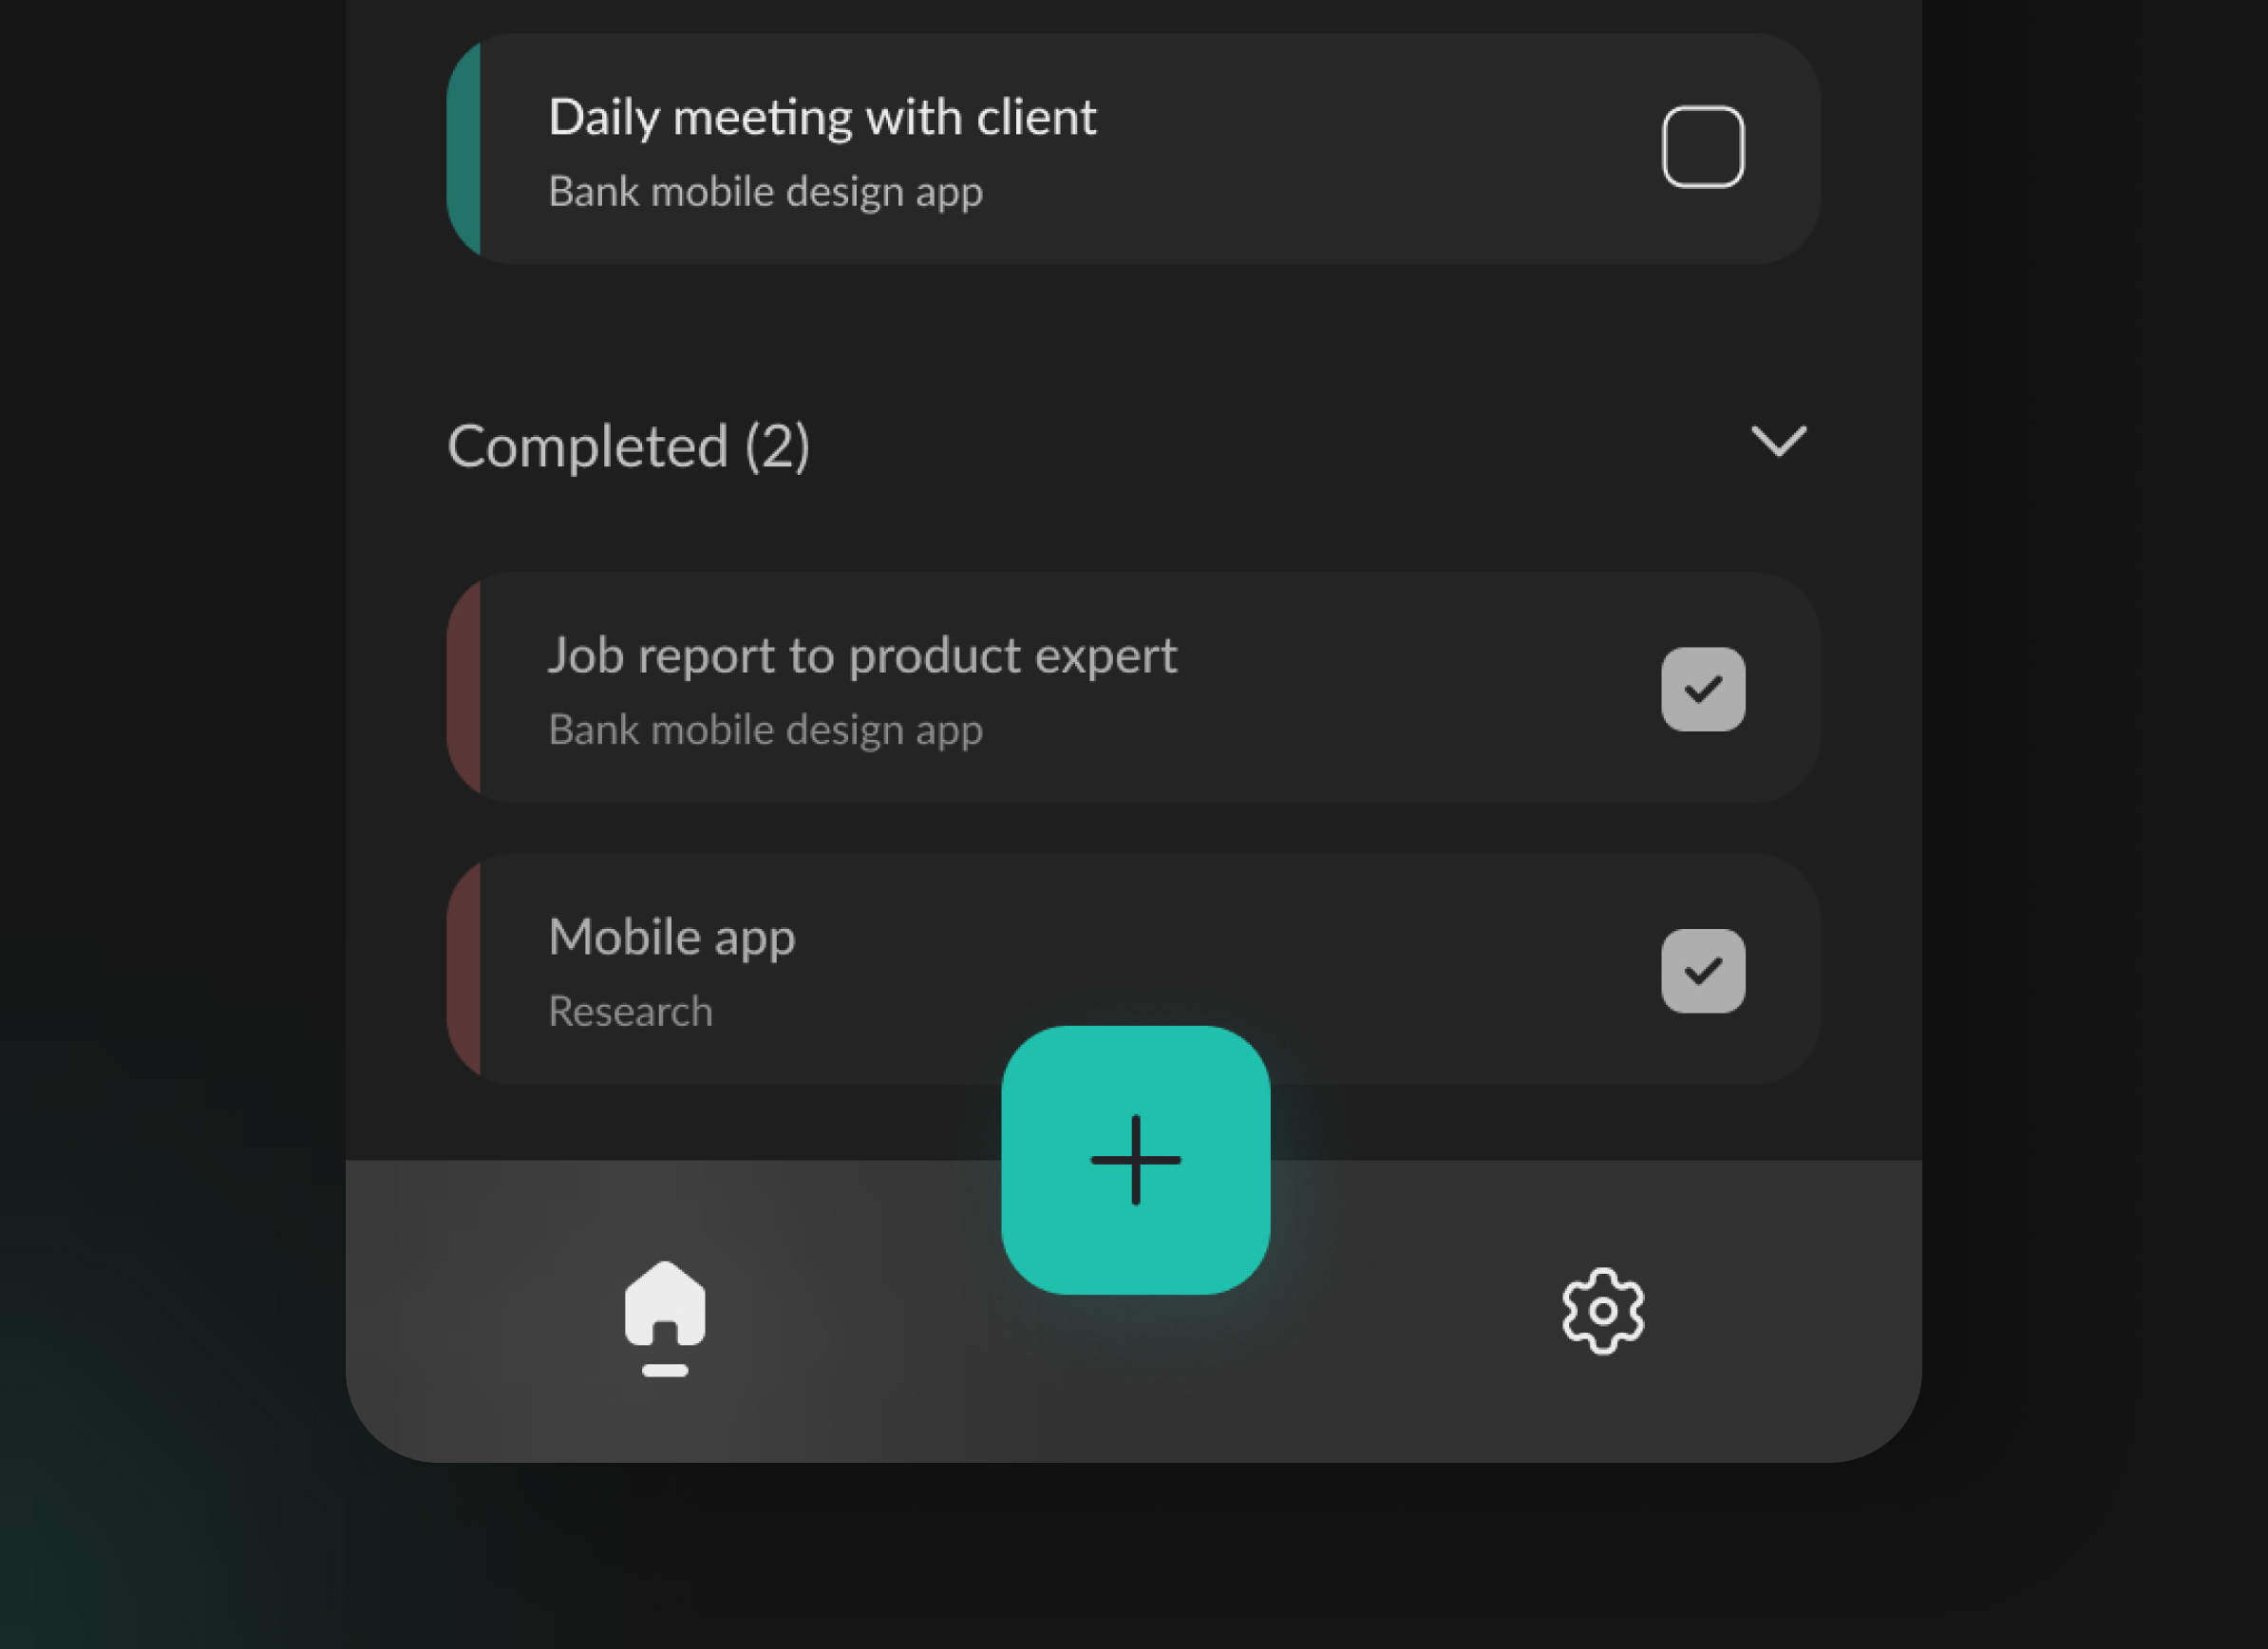 Daily meeting with client
Bank mobile design app
Completed (2)
Job report to product expert
Bank mobile design app
Mobile app
Research